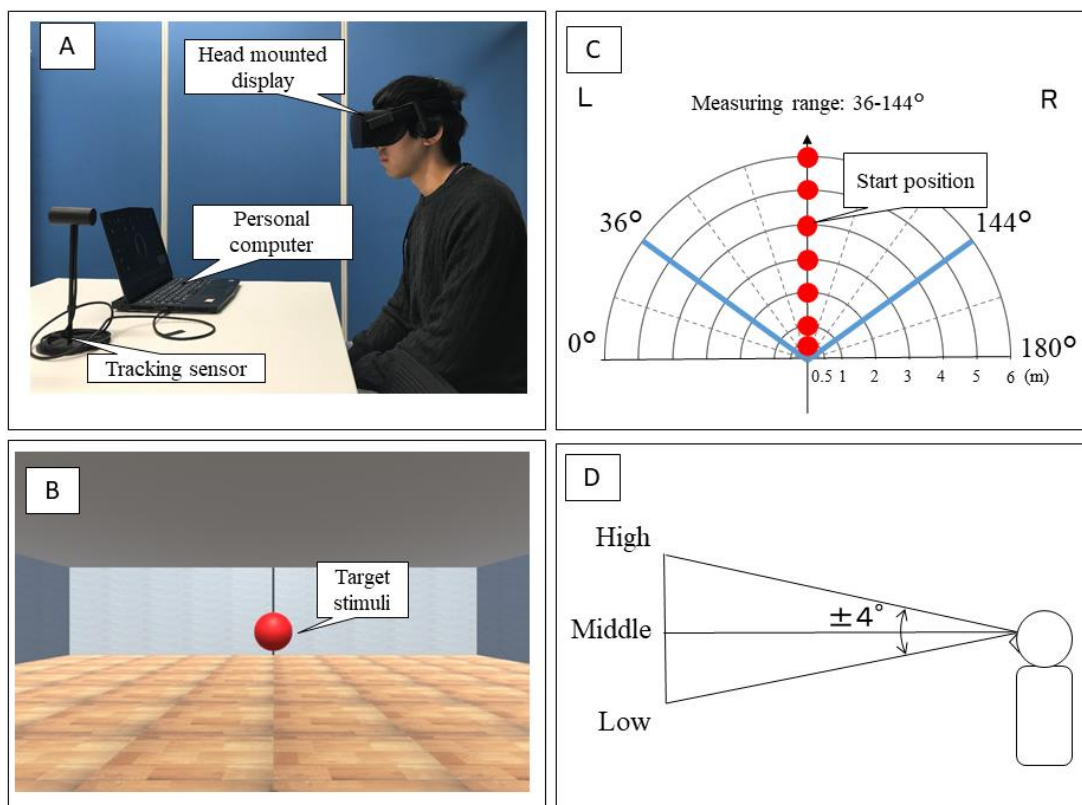 A
Head mounted
display
Personal
computer
Tracking sensor
B
Target
stimuli
C
L
R
Measuring range: 36-144°
Start position
36°
144°
0°
180°
0.5 1 2 3 4 5 6 (m)
D
High
Middle
Low
±4°